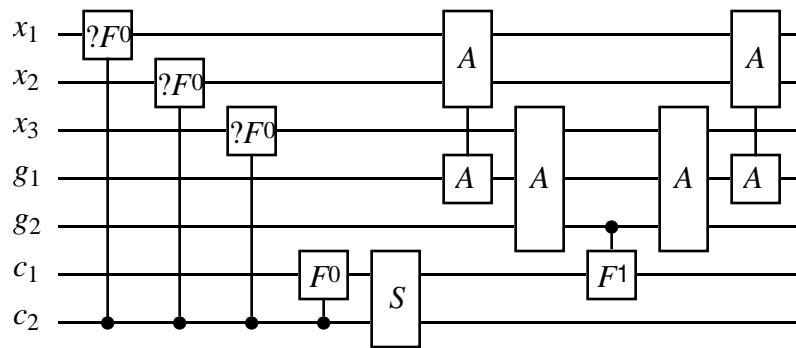 x₁ ?F⁰ A A
x₂ ?F⁰
x₃ ?F⁰
g₁ A A A A
g₂
c₁ F⁰ S F¹
c₂